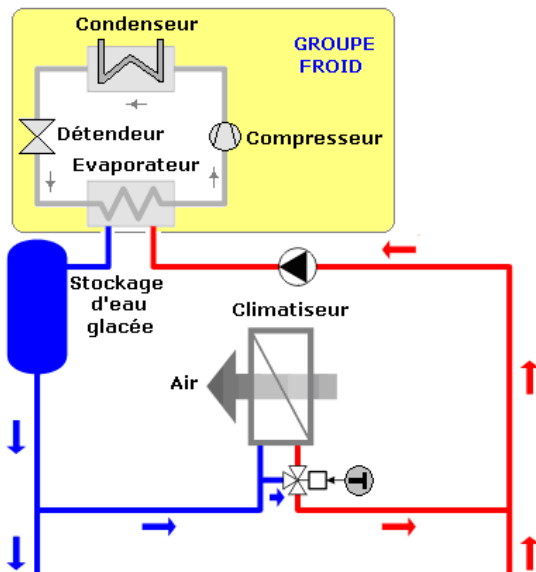 Condenseur
GROUPE
FROID
Détendeur
Compresseur
Evaporateur
Stockage
d'eau
glacée
Climatiseur
Air
T